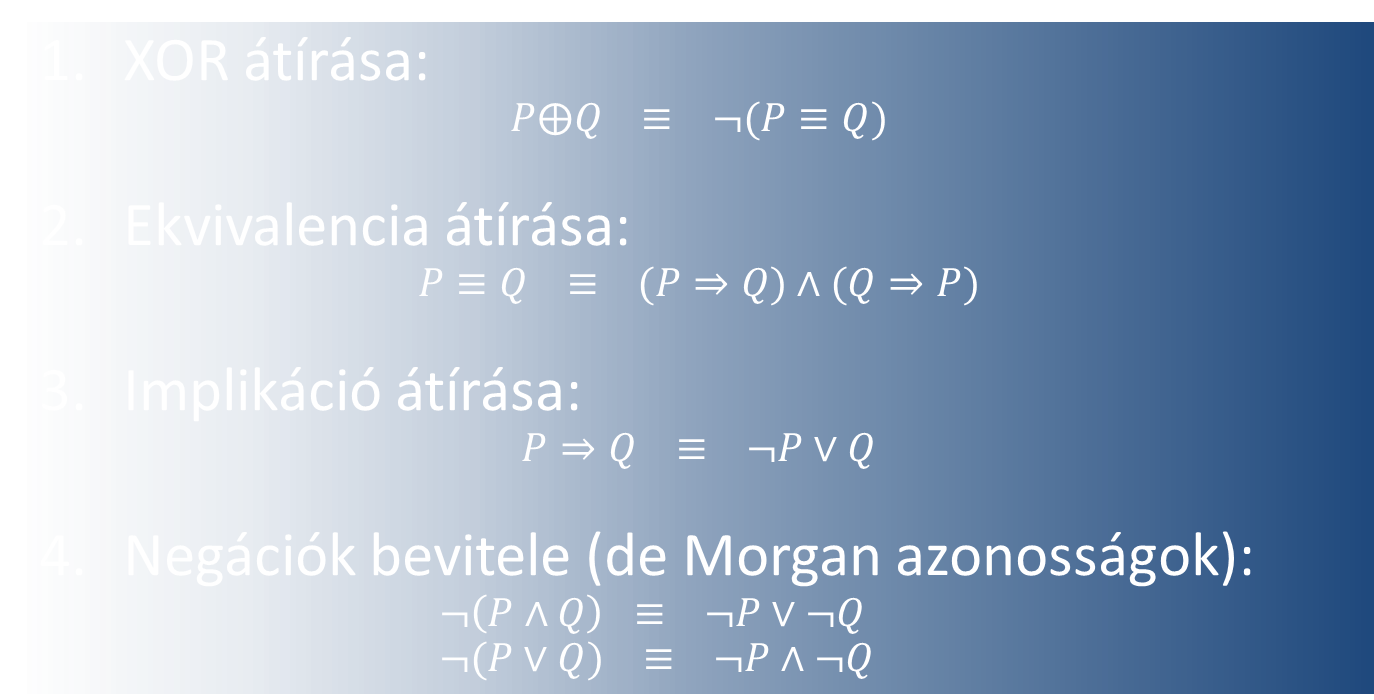 1. XOR átírása:
P⊕Q ≡ ¬(P ≡ Q)
2. Ekvivalencia átírása:
P ≡ Q ≡ (P ⇒ Q) ∧ (Q ⇒ P)
3. Implikáció átírása:
P ⇒ Q ≡ ¬P ∨ Q
4. Negációk bevitele (de Morgan azonosságok):
¬(P ∧ Q) ≡ ¬P ∨ ¬Q
¬(P ∨ Q) ≡ ¬P ∧ ¬Q